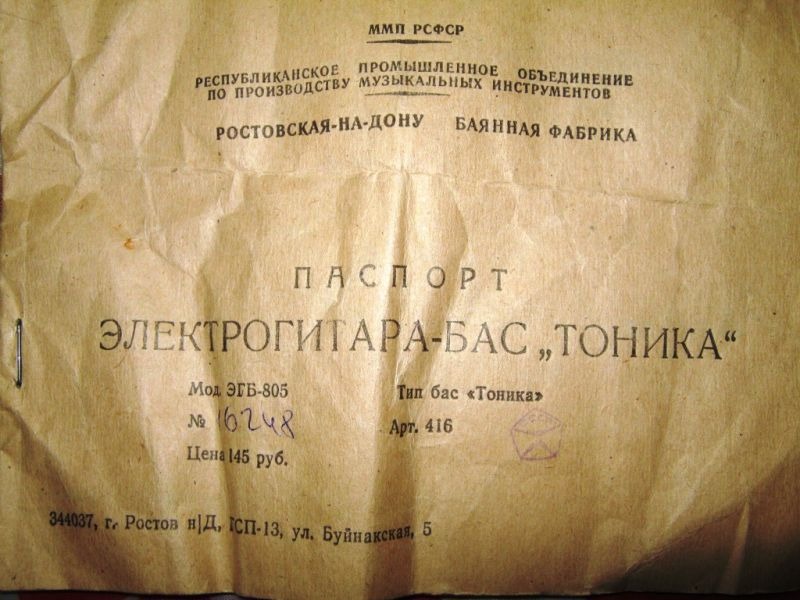 ММП РСФСР
РЕСПУБЛИКАНСКОЕ ПРОМЫШЛЕННОЕ ОБЪЕДИНЕНИЕ
ПО ПРОИЗВОДСТВУ МУЗЫКАЛЬНЫХ ИНСТРУМЕНТОВ
РОСТОВСКАЯ-НА-ДОНУ БАЯННАЯ ФАБРИКА
ПАСПОРТ
ЭЛЕКТРОГИТАРА-БАС „ТОНИКА“
Мод. ЭГБ-805 Тип бас «Тоника»
№ 16248 Арт. 416
Цена 145 руб.
344037, г. Ростов н/Д, ГСП-13, ул. Буйнакская, 5